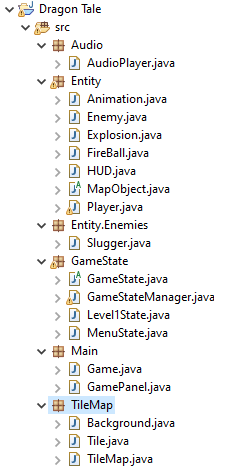 Dragon Tale
src
Audio
AudioPlayer.java
Entity
Animation.java
Enemy.java
Explosion.java
FireBall.java
HUD.java
MapObject.java
Player.java
Entity.Enemies
Slugger.java
GameState
GameState.java
GameStateManager.java
Level1State.java
MenuState.java
Main
Game.java
GamePanel.java
TileMap
Background.java
Tile.java
TileMap.java